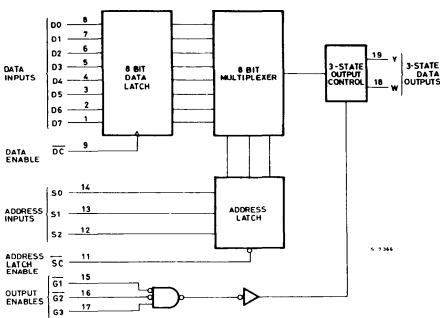 DATA INPUTS
D0 8
D1 7
D2 6
D3 5
D4 4
D5 3
D6 2
D7 1
8 BIT DATA LATCH
8 BIT MULTIPLEXER
3-STATE OUTPUT CONTROL
19 Y
18 W
3-STATE DATA OUTPUTS
DATA ENABLE
DC 9
ADDRESS INPUTS
S0 14
S1 13
S2 12
ADDRESS LATCH
ADDRESS LATCH ENABLE
SC 11
OUTPUT ENABLES
G1 15
G2 16
G3 17